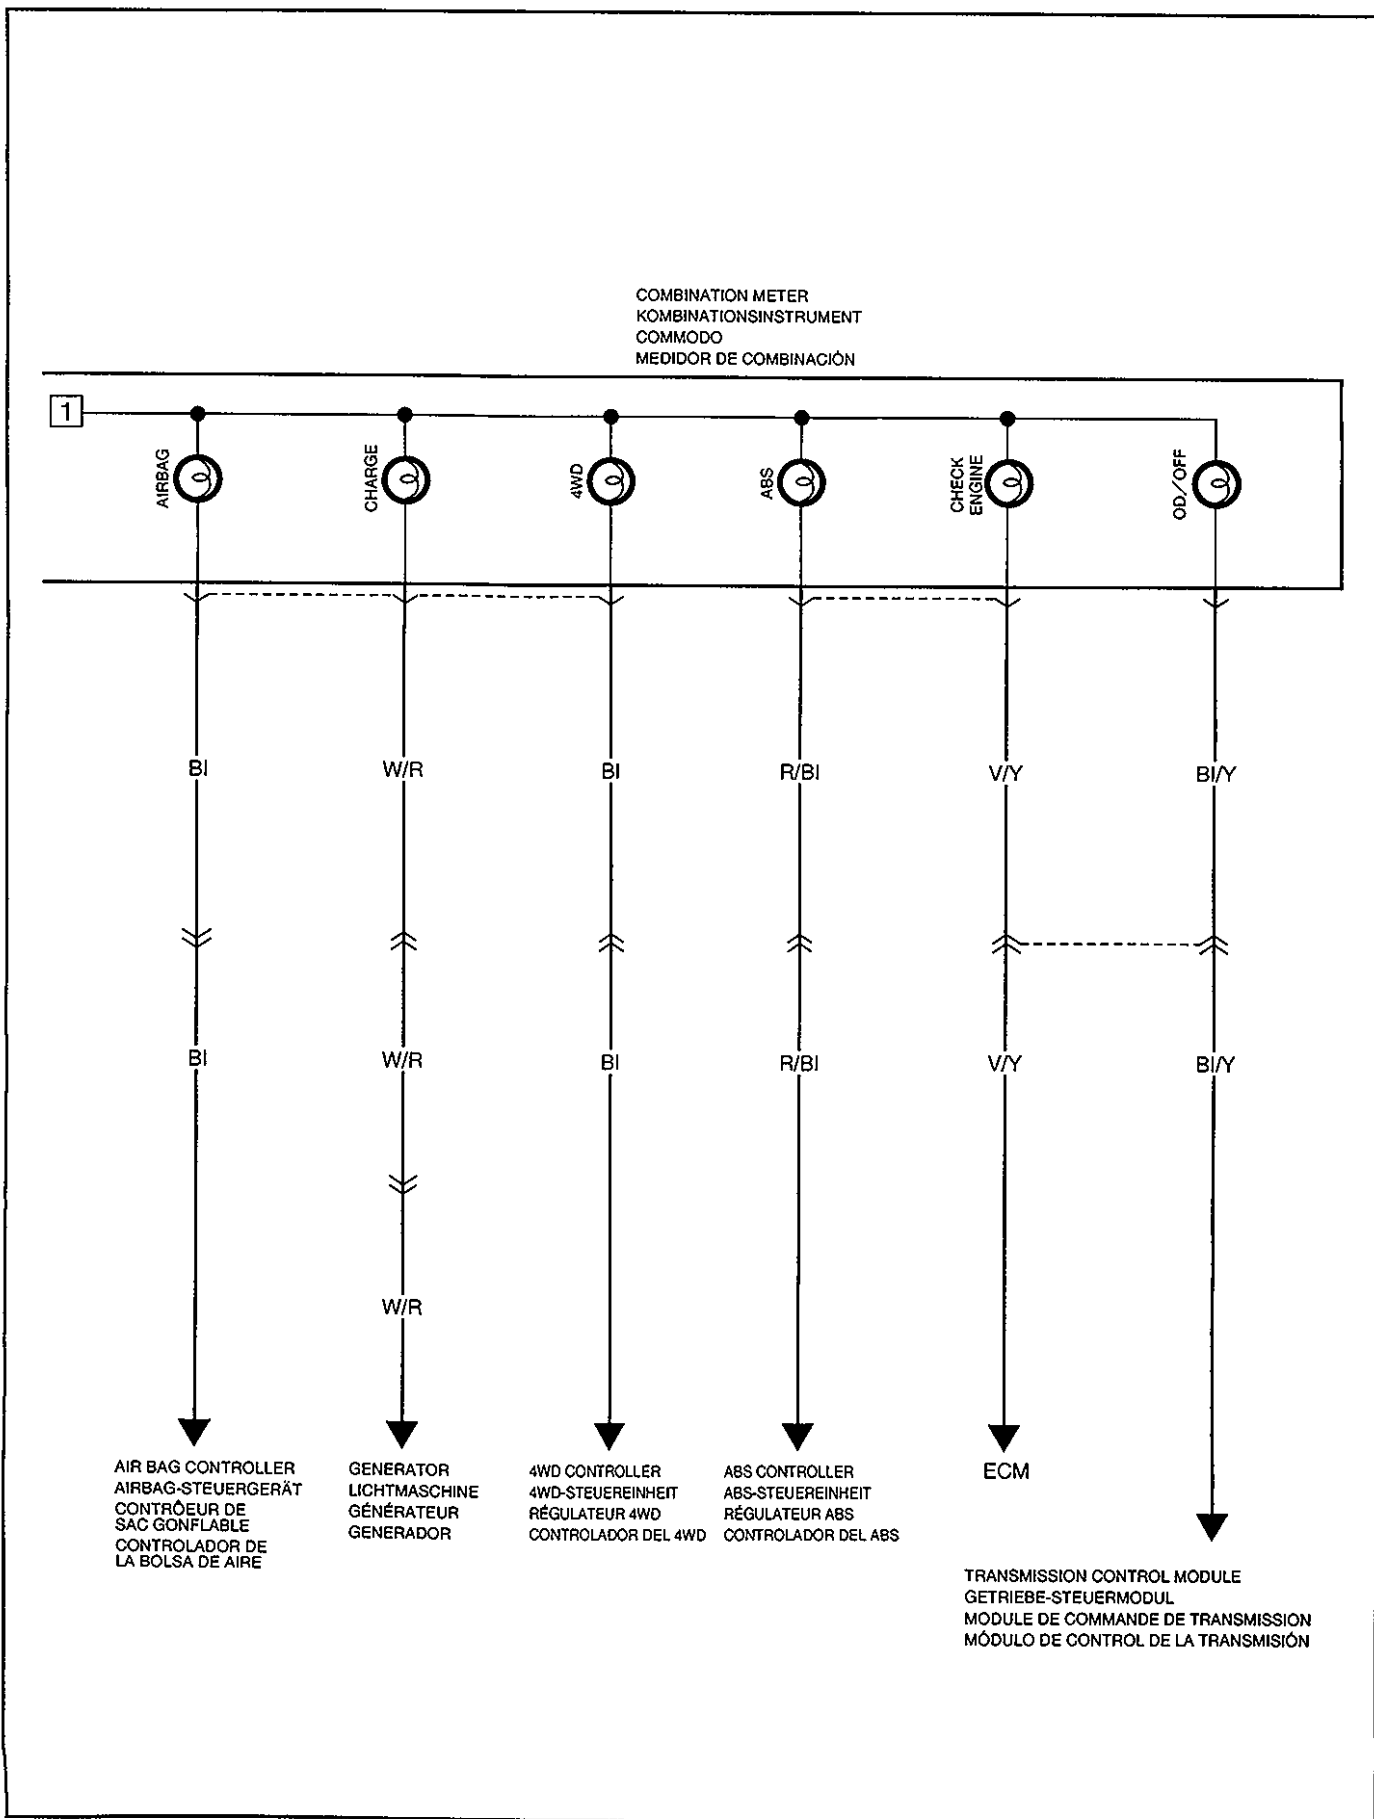 COMBINATION METER
KOMBINATIONSINSTRUMENT
COMMODO
MEDIDOR DE COMBINACIÓN
1
AIRBAG
CHARGE
4WD
ABS
CHECK
ENGINE
OD/OFF
Bl
W/R
Bl
R/Bl
V/Y
Bl/Y
Bl
W/R
Bl
R/Bl
V/Y
Bl/Y
W/R
AIR BAG CONTROLLER
AIRBAG-STEUERGERÄT
CONTRÔEUR DE
SAC GONFLABLE
CONTROLADOR DE
LA BOLSA DE AIRE
GENERATOR
LICHTMASCHINE
GÉNÉRATEUR
GENERADOR
4WD CONTROLLER
4WD-STEUEREINHEIT
RÉGULATEUR 4WD
CONTROLADOR DEL 4WD
ABS CONTROLLER
ABS-STEUEREINHEIT
RÉGULATEUR ABS
CONTROLADOR DEL ABS
ECM
TRANSMISSION CONTROL MODULE
GETRIEBE-STEUERMODUL
MODULE DE COMMANDE DE TRANSMISSION
MÓDULO DE CONTROL DE LA TRANSMISIÓN